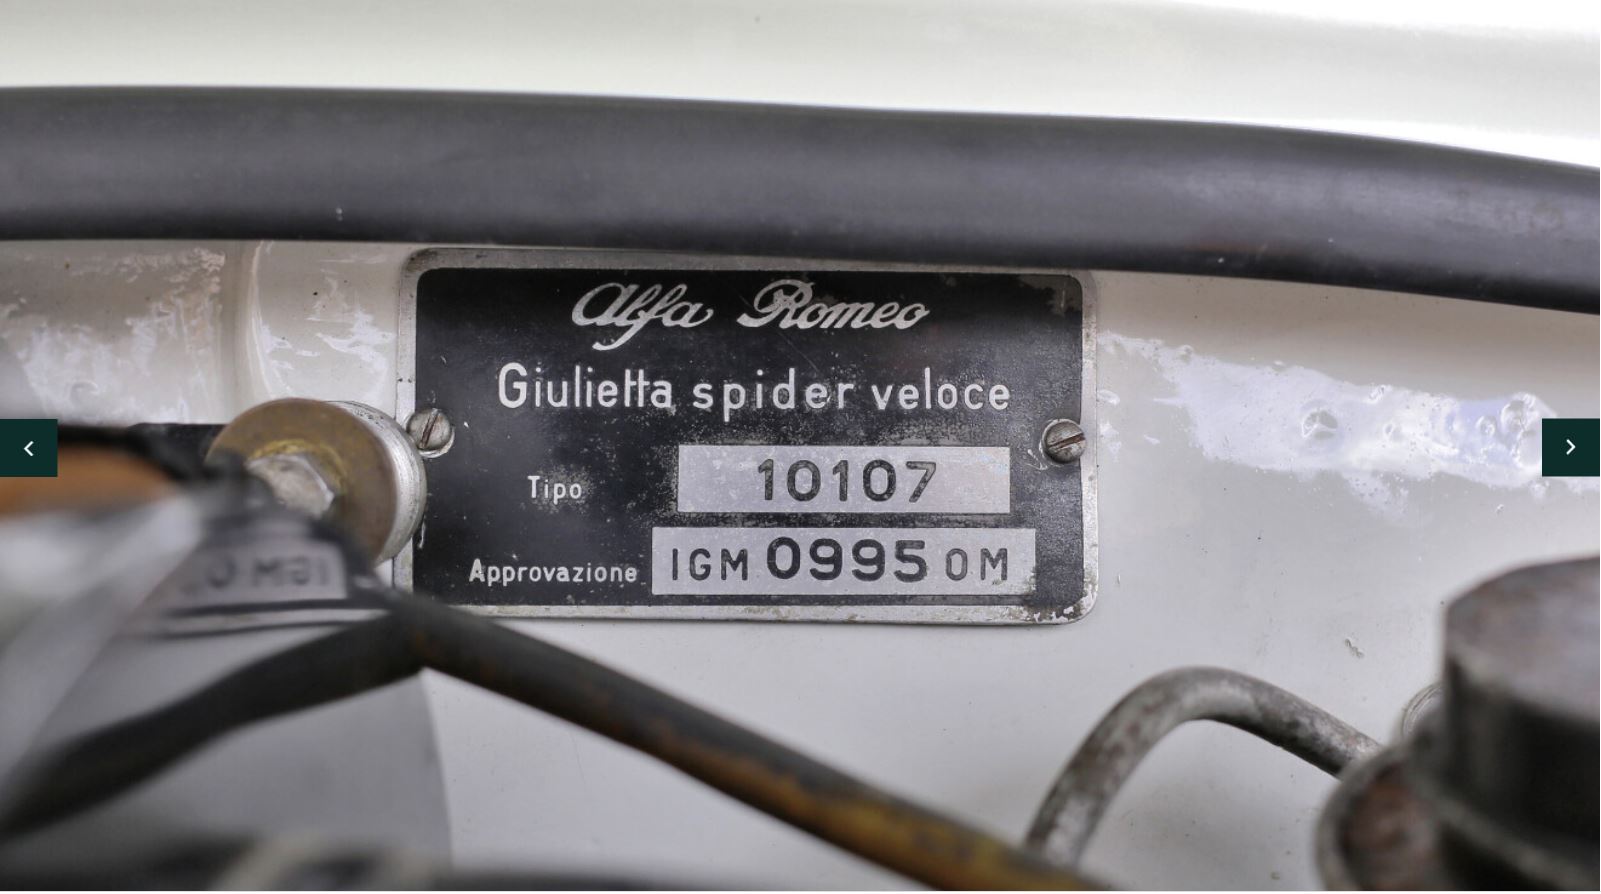 Alfa Romeo
Giulietta spider veloce
Tipo 10107
Approvazione IGM 0995 OM